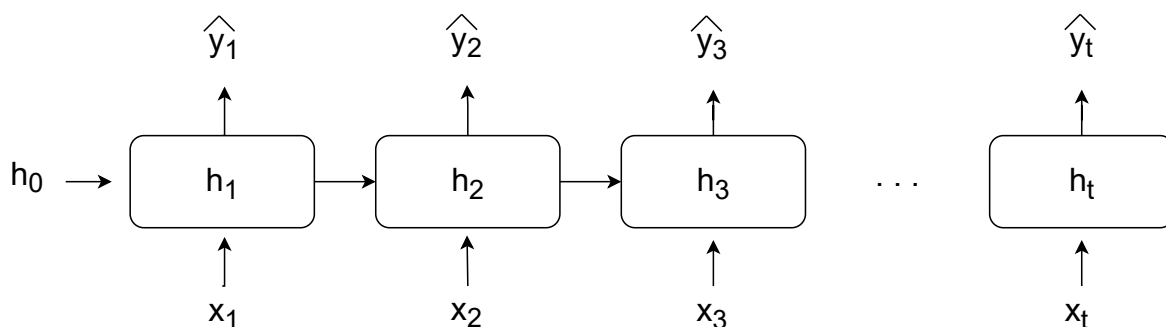 ŷ₁ ŷ₂ ŷ₃ ŷₜ
h₀ h₁ h₂ h₃ . . . hₜ
x₁ x₂ x₃ xₜ